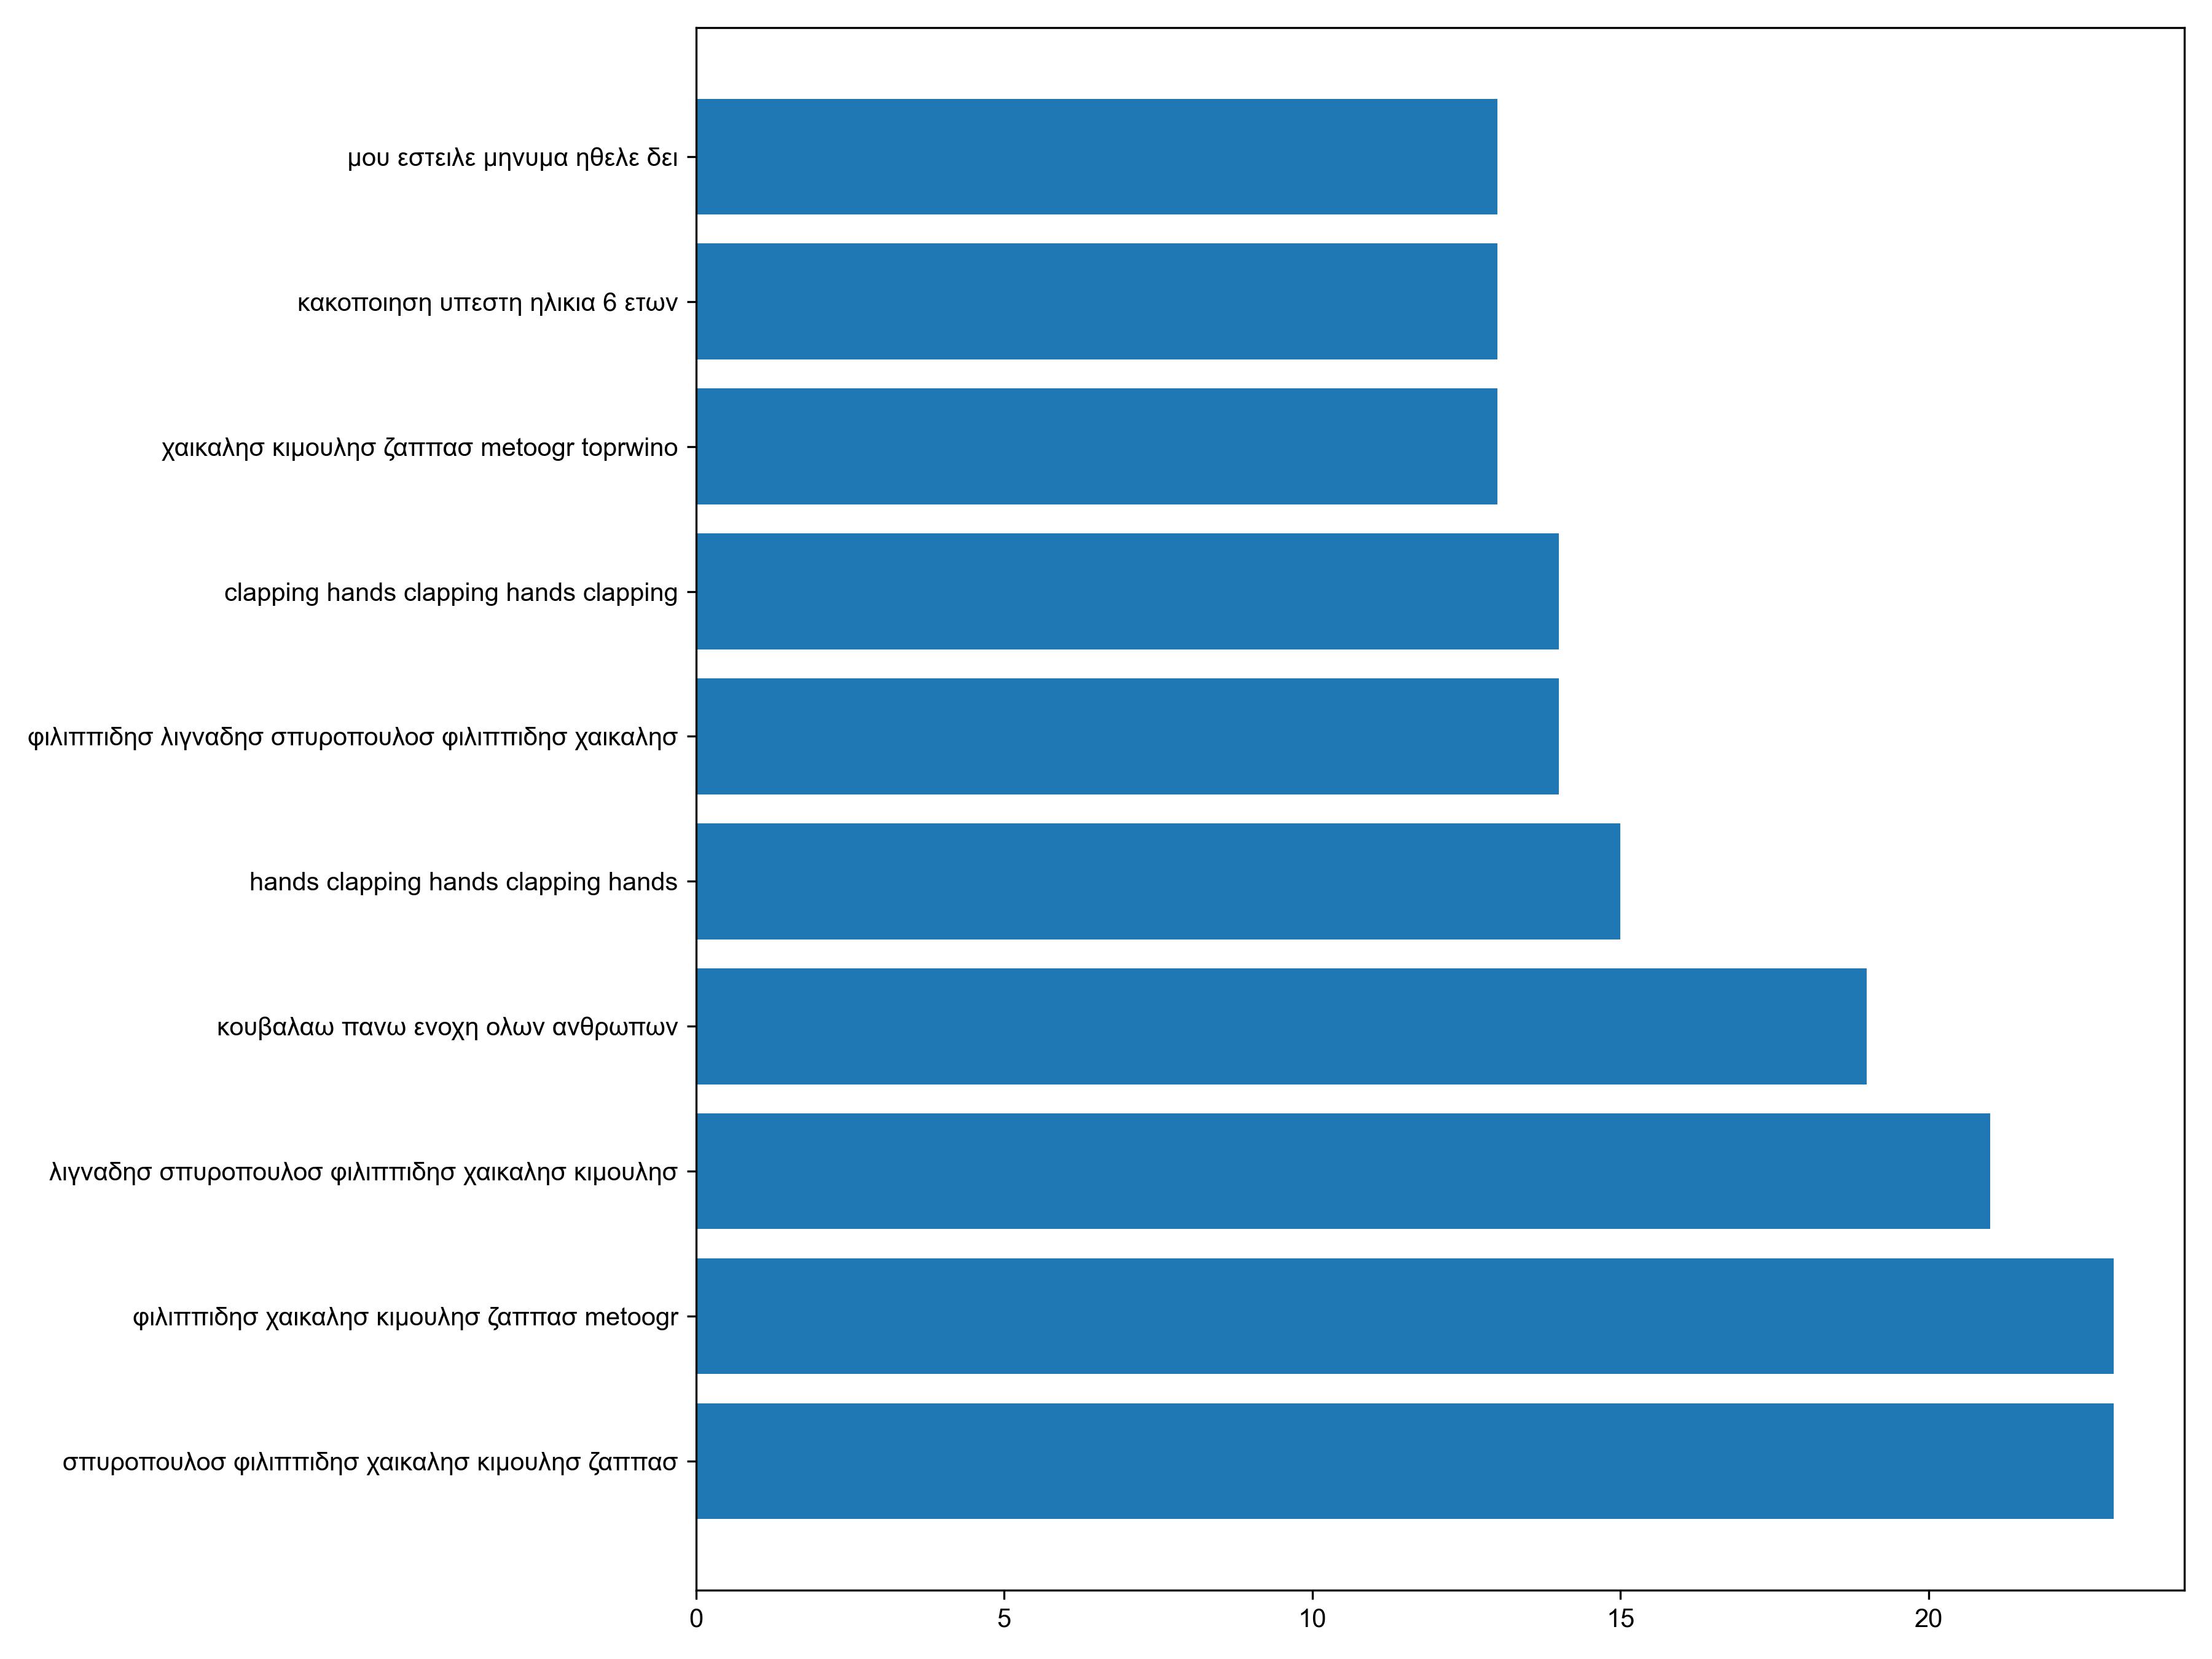 μου εστειλε μηνυμα ηθελε δει
κακοποιηση υπεστη ηλικια 6 ετων
χαικαλησ κιμουλησ ζαππασ metoogr toprwino
clapping hands clapping hands clapping
φιλιππιδησ λιγναδησ σπυροπουλοσ φιλιππιδησ χαικαλησ
hands clapping hands clapping hands
κουβαλαω πανω ενοχη ολων ανθρωπων
λιγναδησ σπυροπουλοσ φιλιππιδησ χαικαλησ κιμουλησ
φιλιππιδησ χαικαλησ κιμουλησ ζαππασ metoogr
σπυροπουλοσ φιλιππιδησ χαικαλησ κιμουλησ ζαππασ
0 5 10 15 20